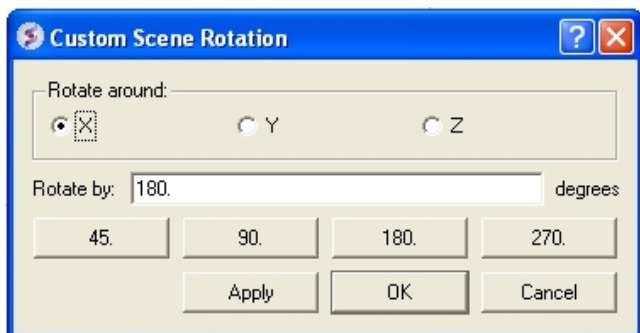 Custom Scene Rotation ?
Rotate around:
X Y Z
Rotate by: 180. degrees
45. 90. 180. 270.
Apply OK Cancel